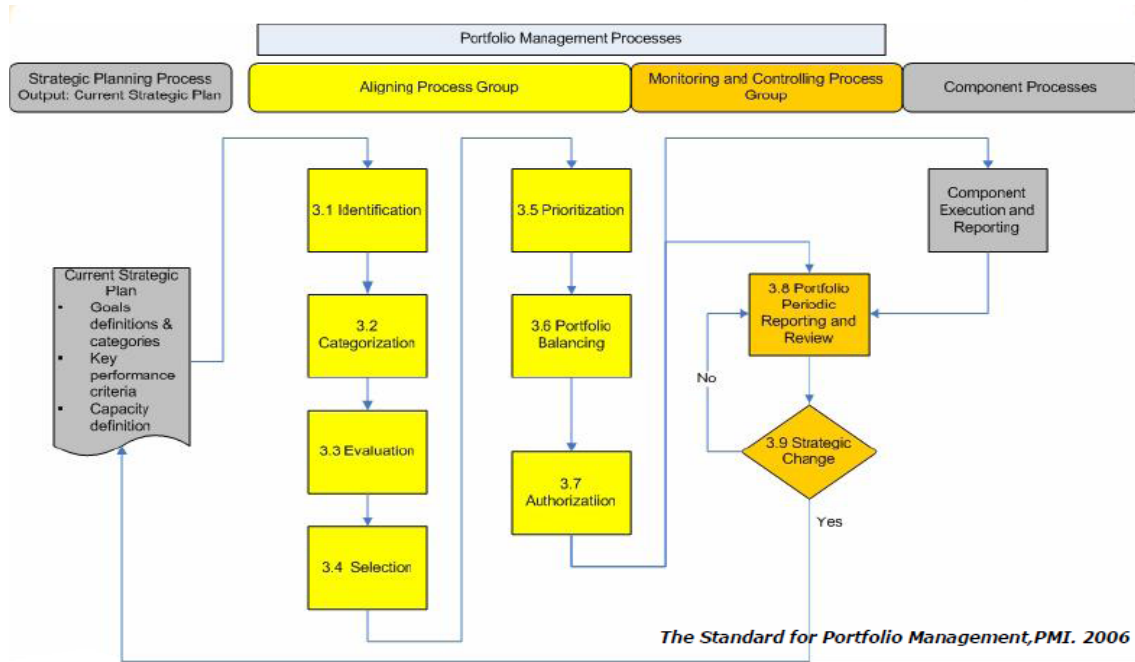 Portfolio Management Processes
Strategic Planning Process
Output: Current Strategic Plan
Aligning Process Group
Monitoring and Controlling Process
Group
Component Processes
3.1 Identification
3.5 Prioritization
Component
Execution and
Reporting
Current Strategic
Plan
▪ Goals
definitions &
categories
▪ Key
performance
criteria
▪ Capacity
definition
3.2
Categorization
3.6 Portfolio
Balancing
3.8 Portfolio
Periodic
Reporting and
Review
No
3.3 Evaluation
3.7
Authorizatiion
3.9 Strategic
Change
Yes
3.4 Selection
The Standard for Portfolio Management,PMI. 2006